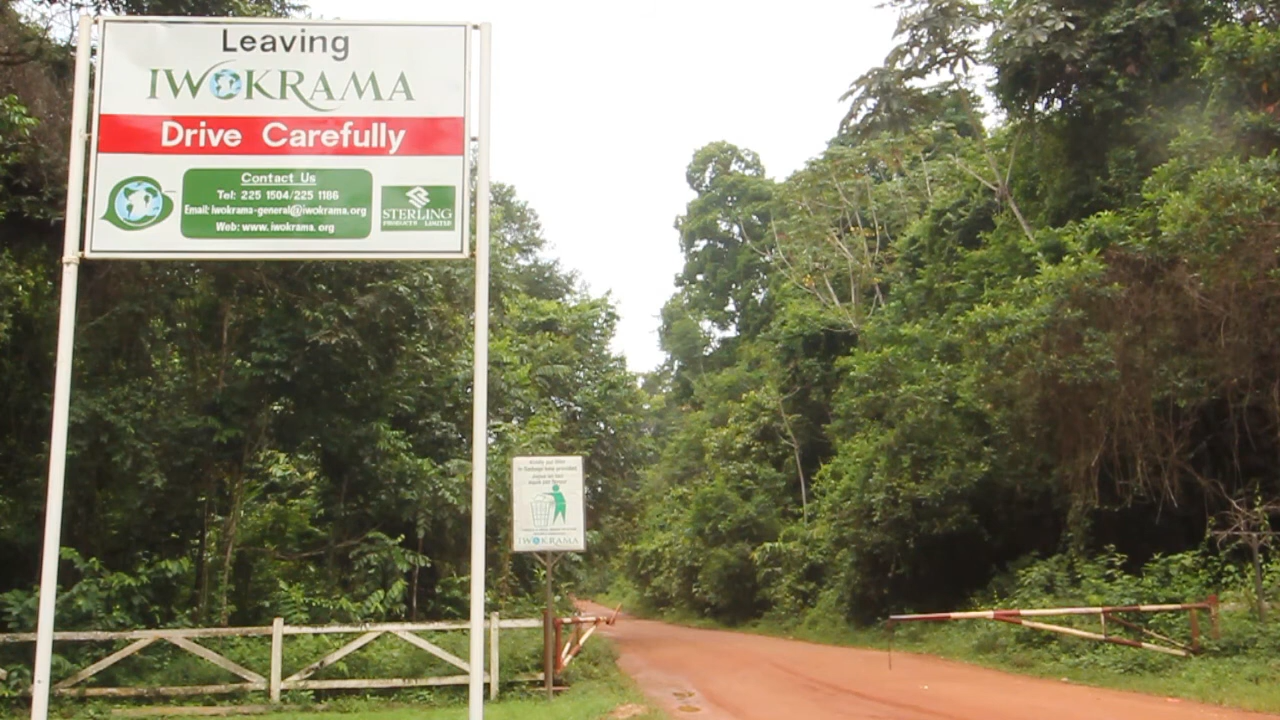 Leaving
IWOKRAMA
Drive Carefully
Contact Us
Tel: 225 1504/225 1186
Email: iwokrama-general@iwokrama.org
Web: www. iwokrama. org
STERLING
PRODUCTS LIMITED
IWOKRAMA